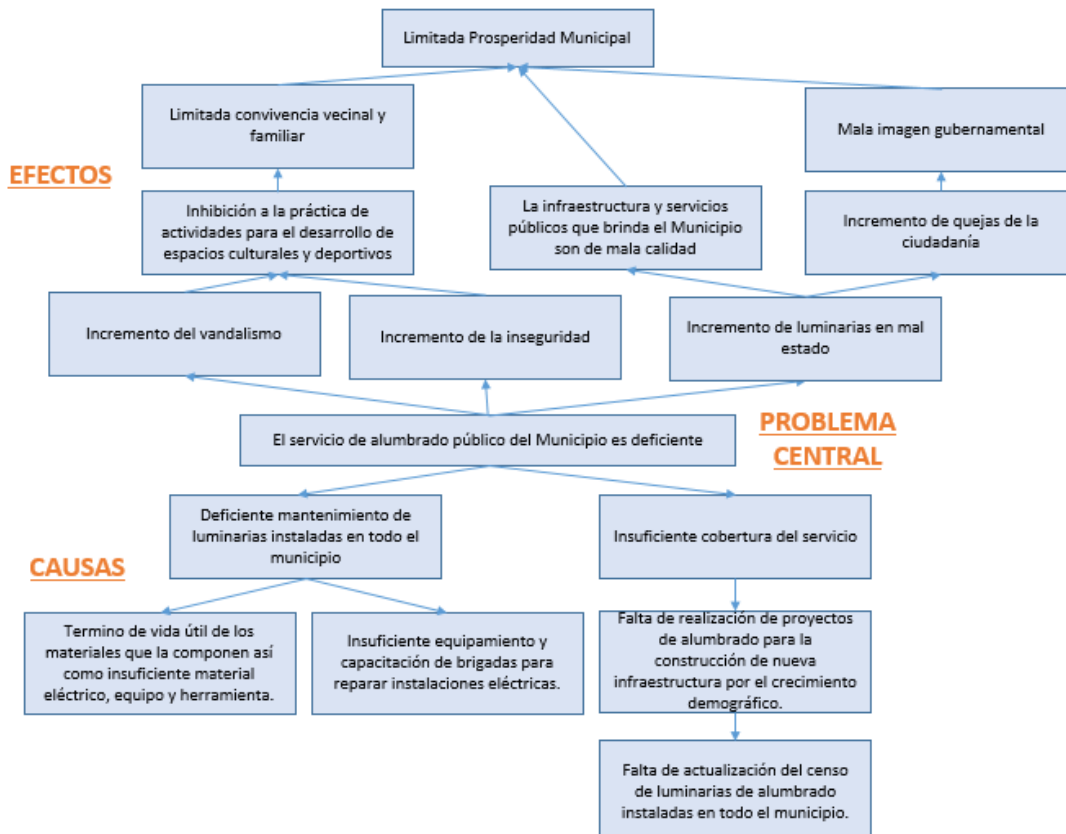 Limitada Prosperidad Municipal
Limitada convivencia vecinal y
familiar
Mala imagen gubernamental
EFECTOS
Inhibición a la práctica de
actividades para el desarrollo de
espacios culturales y deportivos
La infraestructura y servicios
públicos que brinda el Municipio
son de mala calidad
Incremento de quejas de la
ciudadanía
Incremento del vandalismo
Incremento de la inseguridad
Incremento de luminarias en mal
estado
El servicio de alumbrado público del Municipio es deficiente
PROBLEMA
CENTRAL
Deficiente mantenimiento de
luminarias instaladas en todo el
municipio
Insuficiente cobertura del servicio
CAUSAS
Termino de vida útil de los
materiales que la componen así
como insuficiente material
eléctrico, equipo y herramienta.
Insuficiente equipamiento y
capacitación de brigadas para
reparar instalaciones eléctricas.
Falta de realización de proyectos
de alumbrado para la
construcción de nueva
infraestructura por el crecimiento
demográfico.
Falta de actualización del censo
de luminarias de alumbrado
instaladas en todo el municipio.